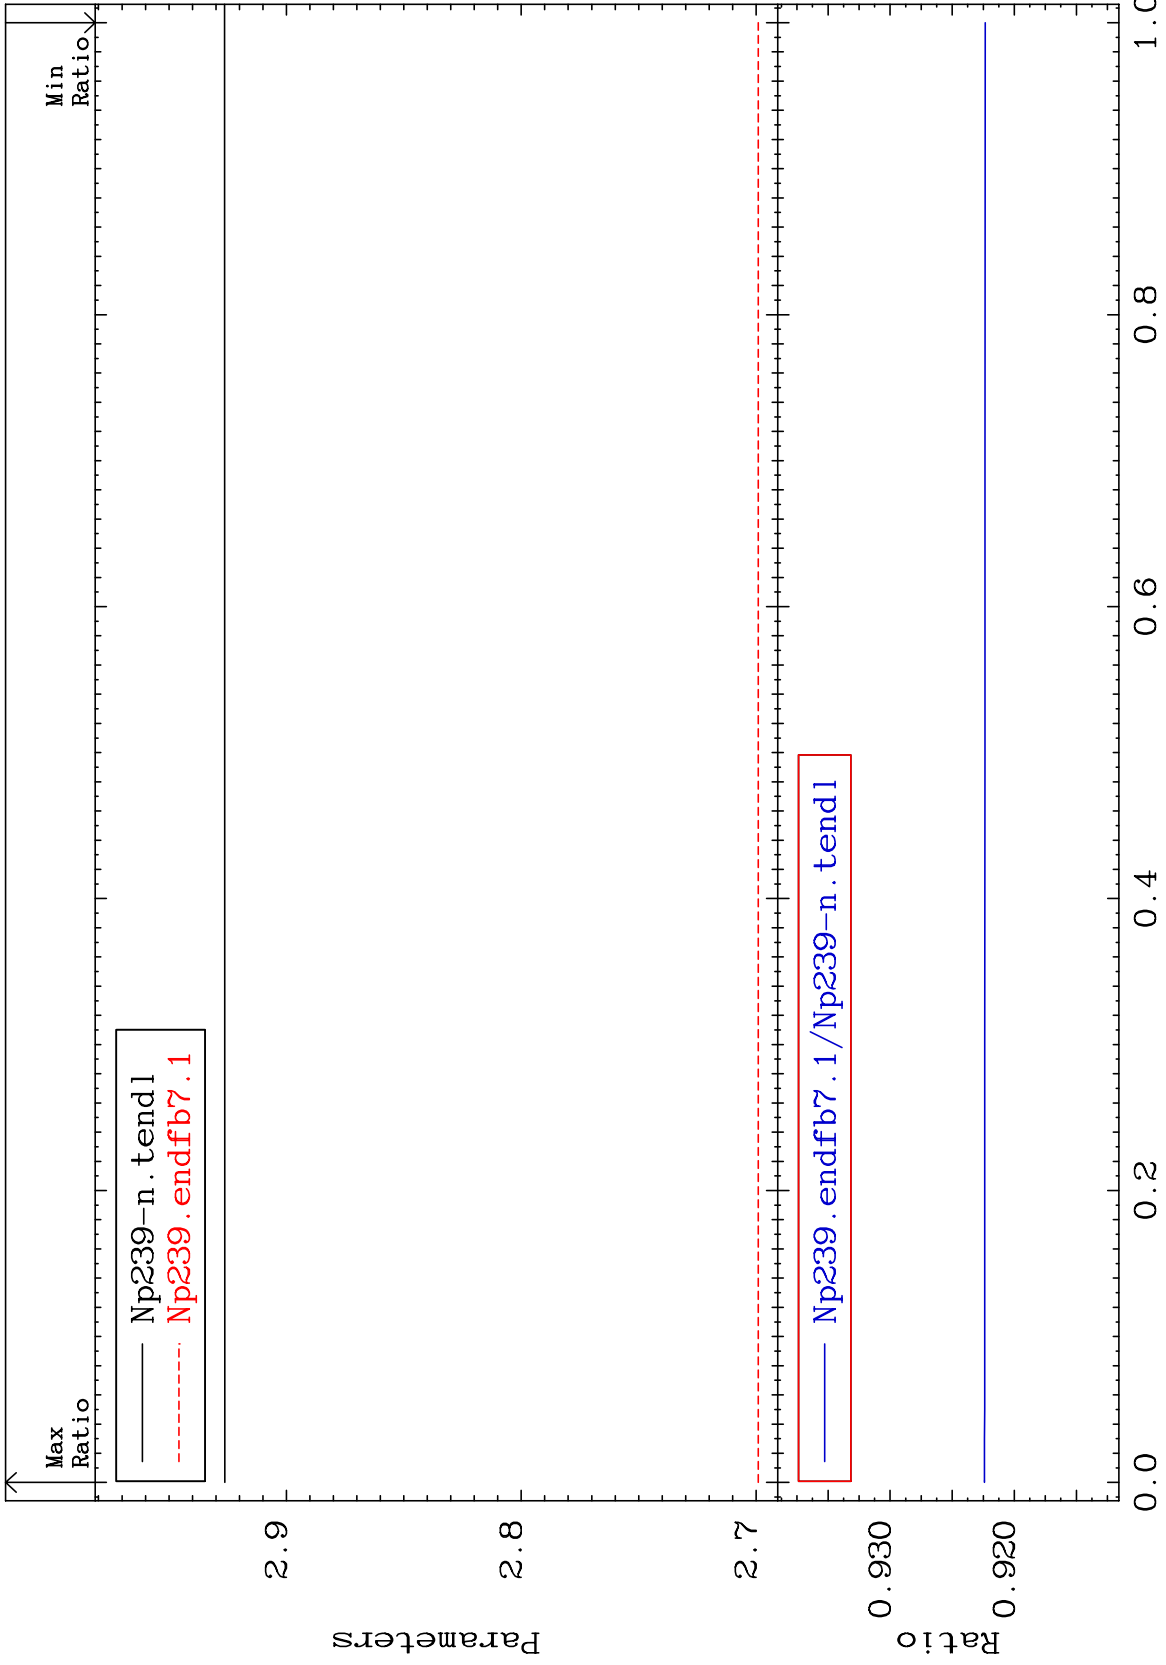 Max
Ratio
Min
Ratio
Np239-n.tendl
Np239.endfb7.1
2.9
2.8
2.7
Parameters
Np239.endfb7.1/Np239-n.tendl
0.930
0.920
Ratio
0.0
0.2
0.4
0.6
0.8
1.0